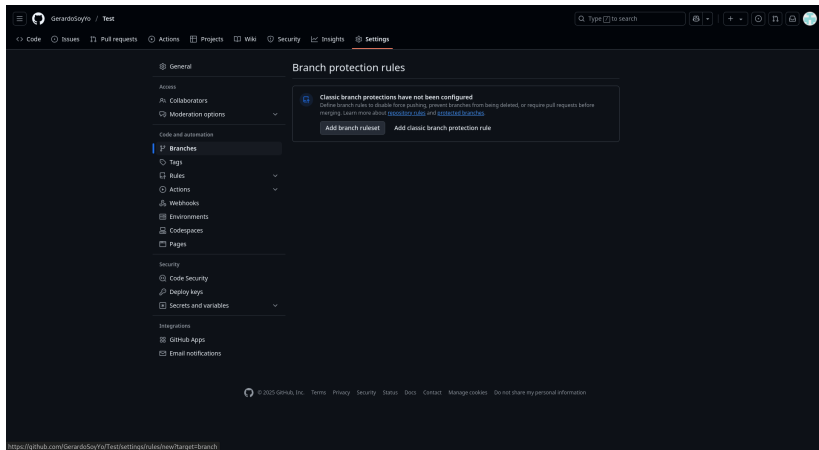 GerardoSoyYo / Test
Type / to search
Code
Issues
Pull requests
Actions
Projects
Wiki
Security
Insights
Settings
General
Access
Collaborators
Moderation options
Code and automation
Branches
Tags
Rules
Actions
Webhooks
Environments
Codespaces
Pages
Security
Code Security
Deploy keys
Secrets and variables
Integrations
GitHub Apps
Email notifications
Branch protection rules
Classic branch protections have not been configured
Define branch rules to disable force pushing, prevent branches from being deleted, or require pull requests before
merging. Learn more about repository rules and protected branches.
Add branch ruleset
Add classic branch protection rule
© 2025 GitHub, Inc. Terms Privacy Security Status Docs Contact Manage cookies Do not share my personal information
https://github.com/GerardoSoyYo/Test/settings/rules/new?target=branch